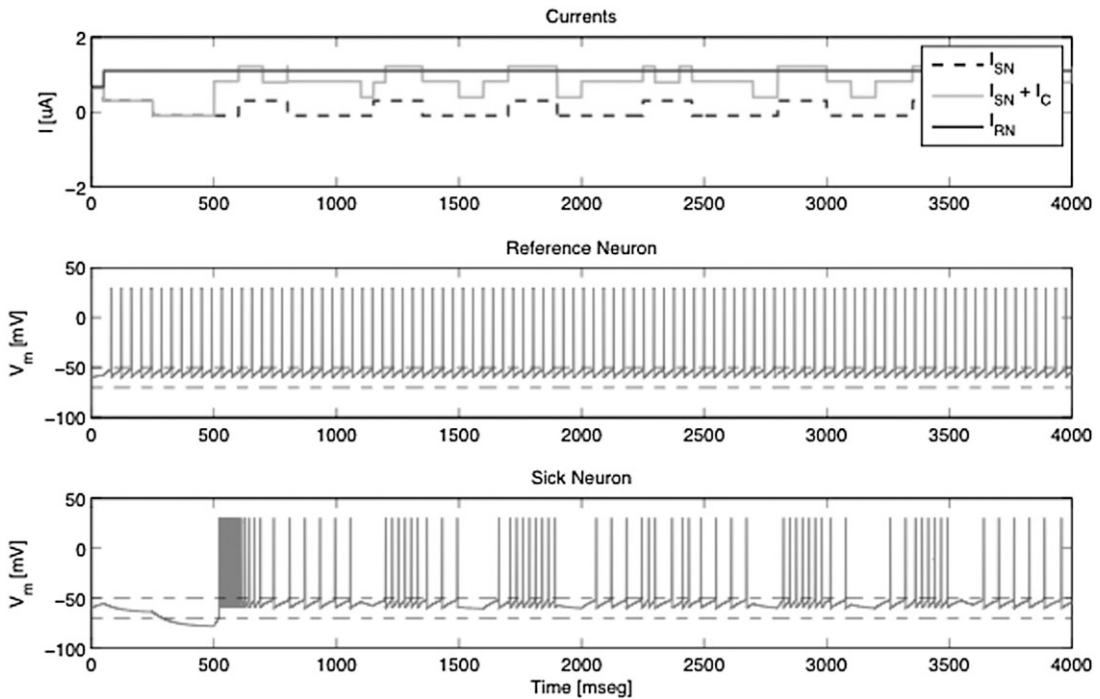 Currents
I [uA]
2
0
−2
I_SN
I_SN + I_C
I_RN
0 500 1000 1500 2000 2500 3000 3500 4000
Reference Neuron
V_m [mV]
50
0
−50
−100
0 500 1000 1500 2000 2500 3000 3500 4000
Sick Neuron
V_m [mV]
50
0
−50
−100
0 500 1000 1500 2000 2500 3000 3500 4000
Time [mseg]